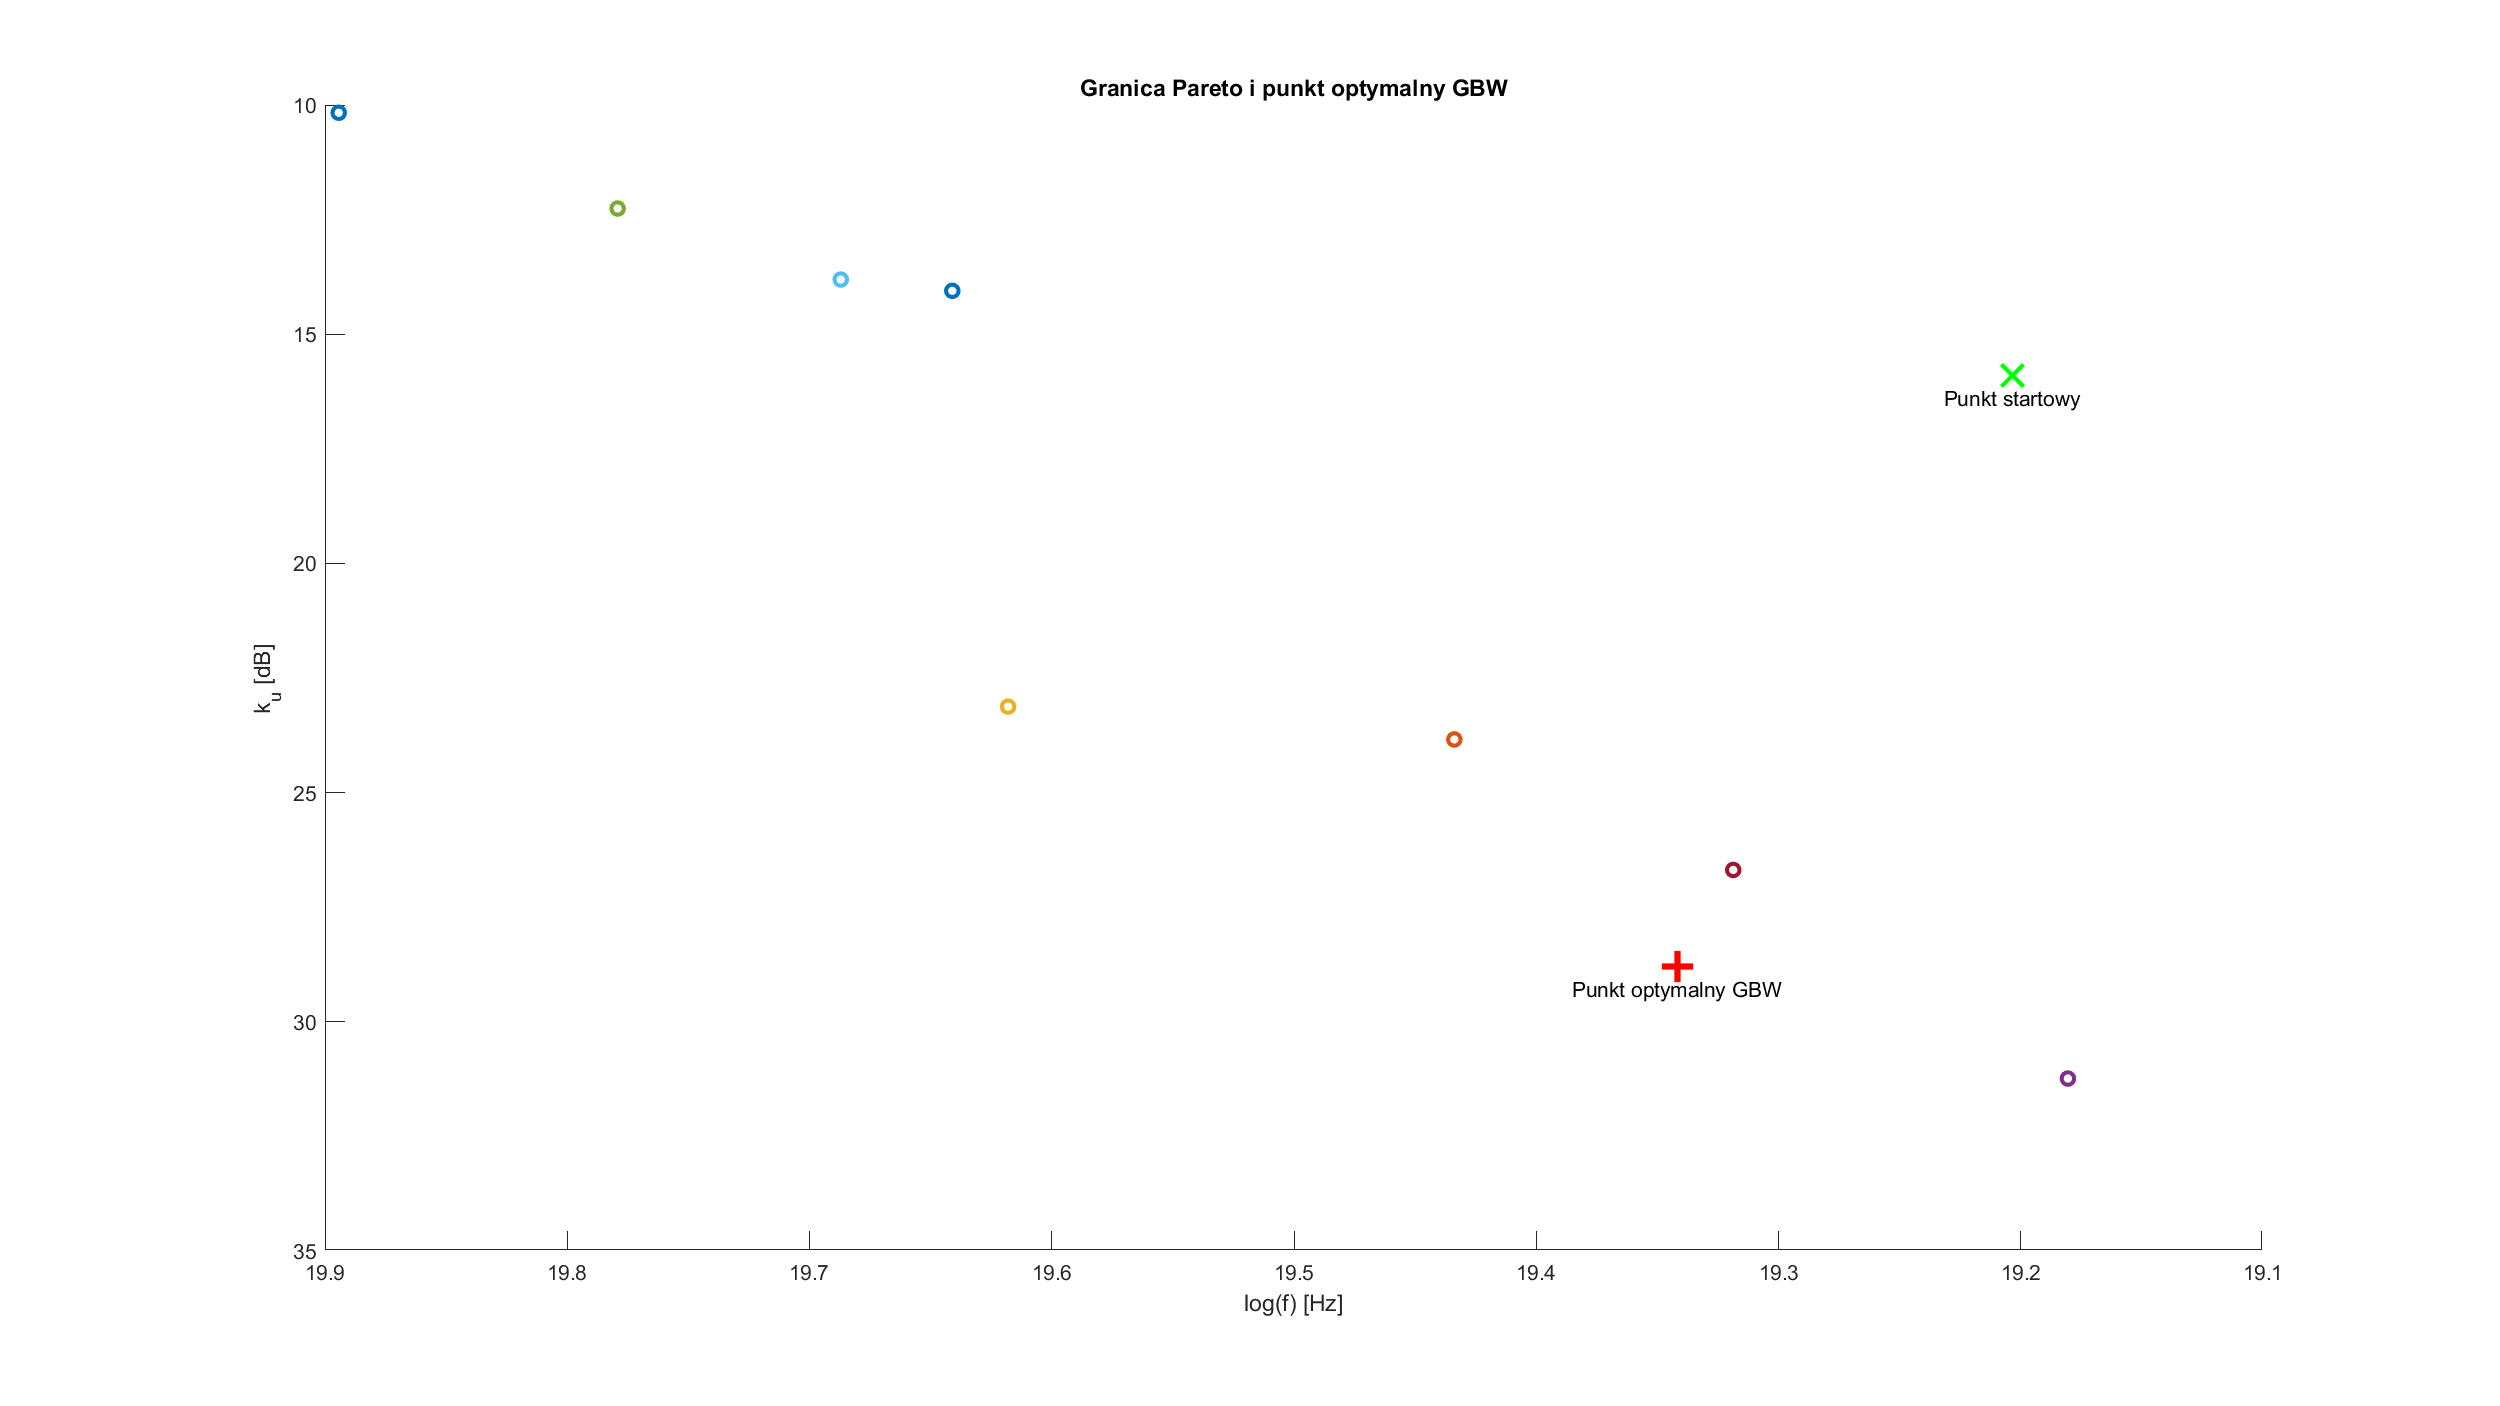 Granica Pareto i punkt optymalny GBW
10
15
Punkt startowy
20
k_u [dB]
25
Punkt optymalny GBW
30
35
19.9 19.8 19.7 19.6 19.5 19.4 19.3 19.2 19.1
log(f) [Hz]